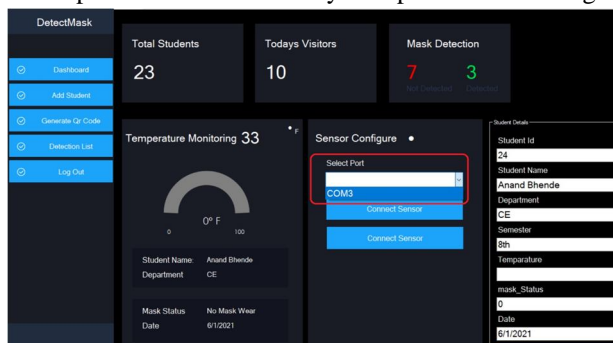 DetectMask
Dashboard
Add Student
Generate Qr Code
Detection List
Log Out
Total Students
23
Todays Visitors
10
Mask Detection
7 3
Not Detected Detected
Temperature Monitoring 33 ° F
0° F
0 100
Student Name: Anand Bhende
Department CE
Mask Status No Mask Wear
Date 6/1/2021
Sensor Configure
Select Port
COM3
Connect Sensor
Connect Sensor
Student Details
Student Id
24
Student Name
Anand Bhende
Department
CE
Semester
8th
Temparature
mask_Status
0
Date
6/1/2021